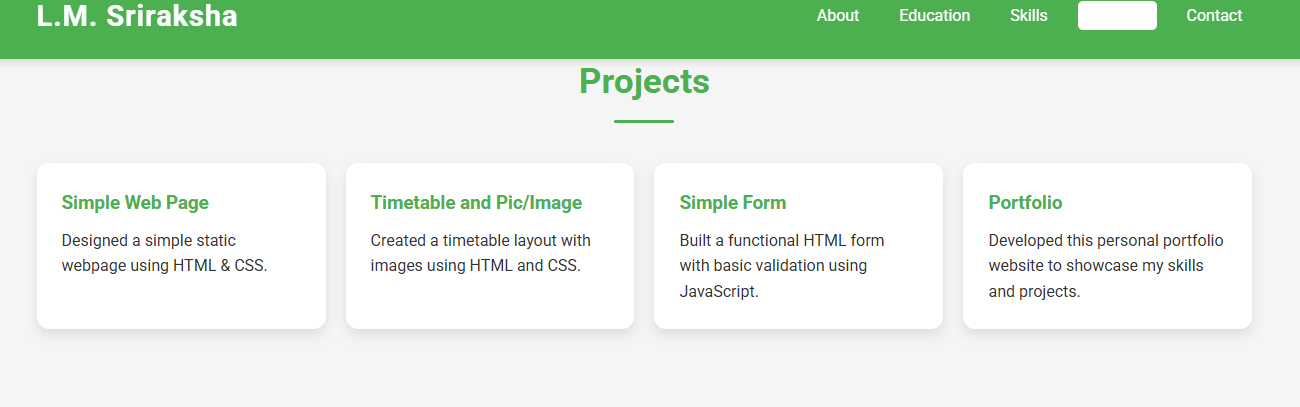 L.M. Sriraksha
About Education Skills Contact
Projects
Simple Web Page
Designed a simple static
webpage using HTML & CSS.
Timetable and Pic/Image
Created a timetable layout with
images using HTML and CSS.
Simple Form
Built a functional HTML form
with basic validation using
JavaScript.
Portfolio
Developed this personal portfolio
website to showcase my skills
and projects.